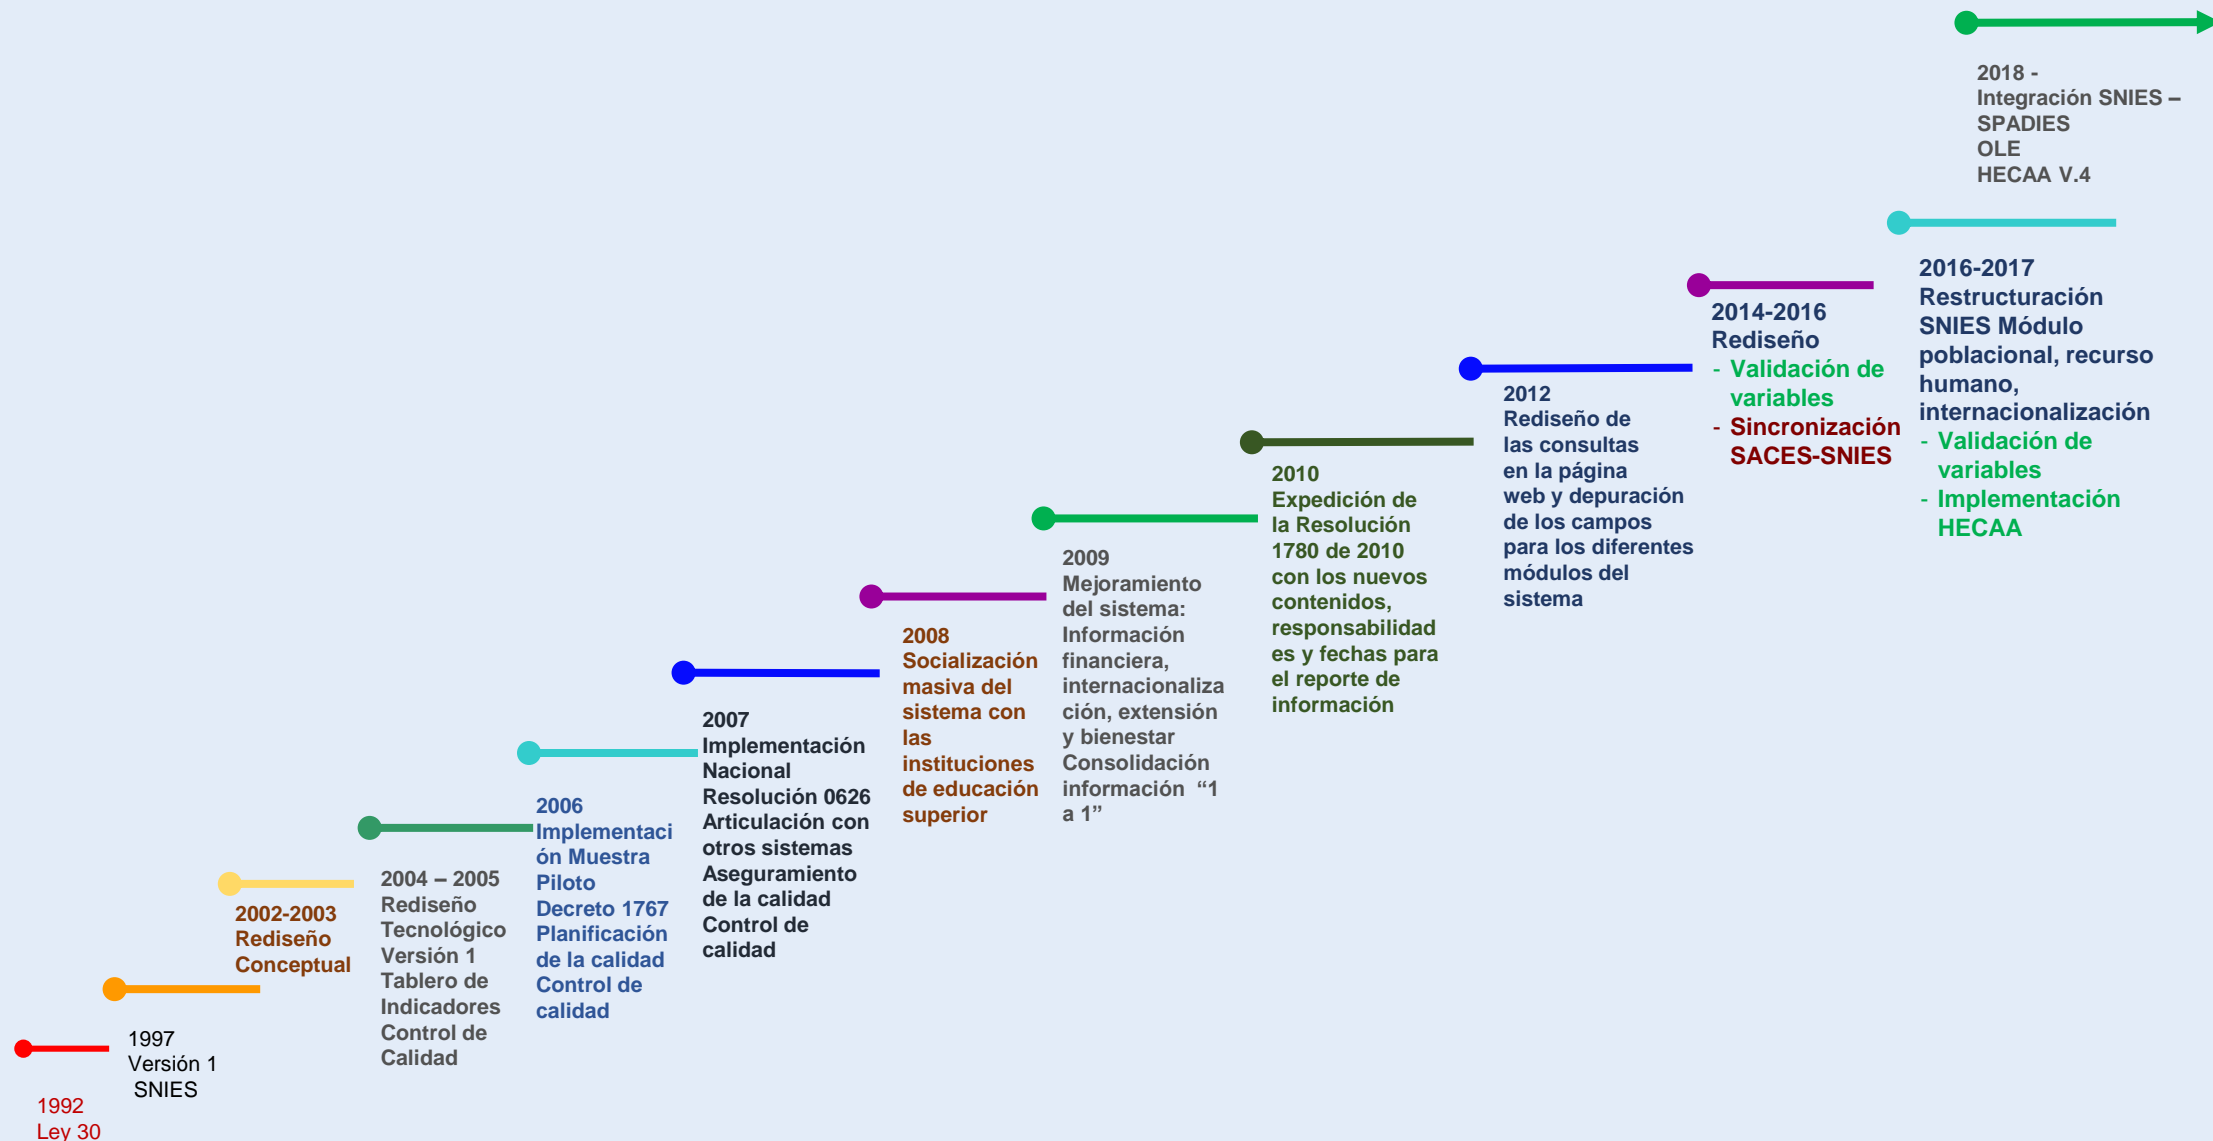 1992
Ley 30
1997
Versión 1
SNIES
2002-2003
Rediseño
Conceptual
2004 – 2005
Rediseño
Tecnológico
Versión 1
Tablero de
Indicadores
Control de
Calidad
2006
Implementaci
ón Muestra
Piloto
Decreto 1767
Planificación
de la calidad
Control de
calidad
2007
Implementación
Nacional
Resolución 0626
Articulación con
otros sistemas
Aseguramiento
de la calidad
Control de
calidad
2008
Socialización
masiva del
sistema con
las
instituciones
de educación
superior
2009
Mejoramiento
del sistema:
Información
financiera,
internacionaliza
ción, extensión
y bienestar
Consolidación
información “1
a 1”
2010
Expedición de
la Resolución
1780 de 2010
con los nuevos
contenidos,
responsabilidad
es y fechas para
el reporte de
información
2012
Rediseño de
las consultas
en la página
web y depuración
de los campos
para los diferentes
módulos del
sistema
2014-2016
Rediseño
- Validación de
variables
- Sincronización
SACES-SNIES
2016-2017
Restructuración
SNIES Módulo
poblacional, recurso
humano,
internacionalización
- Validación de
variables
- Implementación
HECAA
2018 -
Integración SNIES –
SPADIES
OLE
HECAA V.4